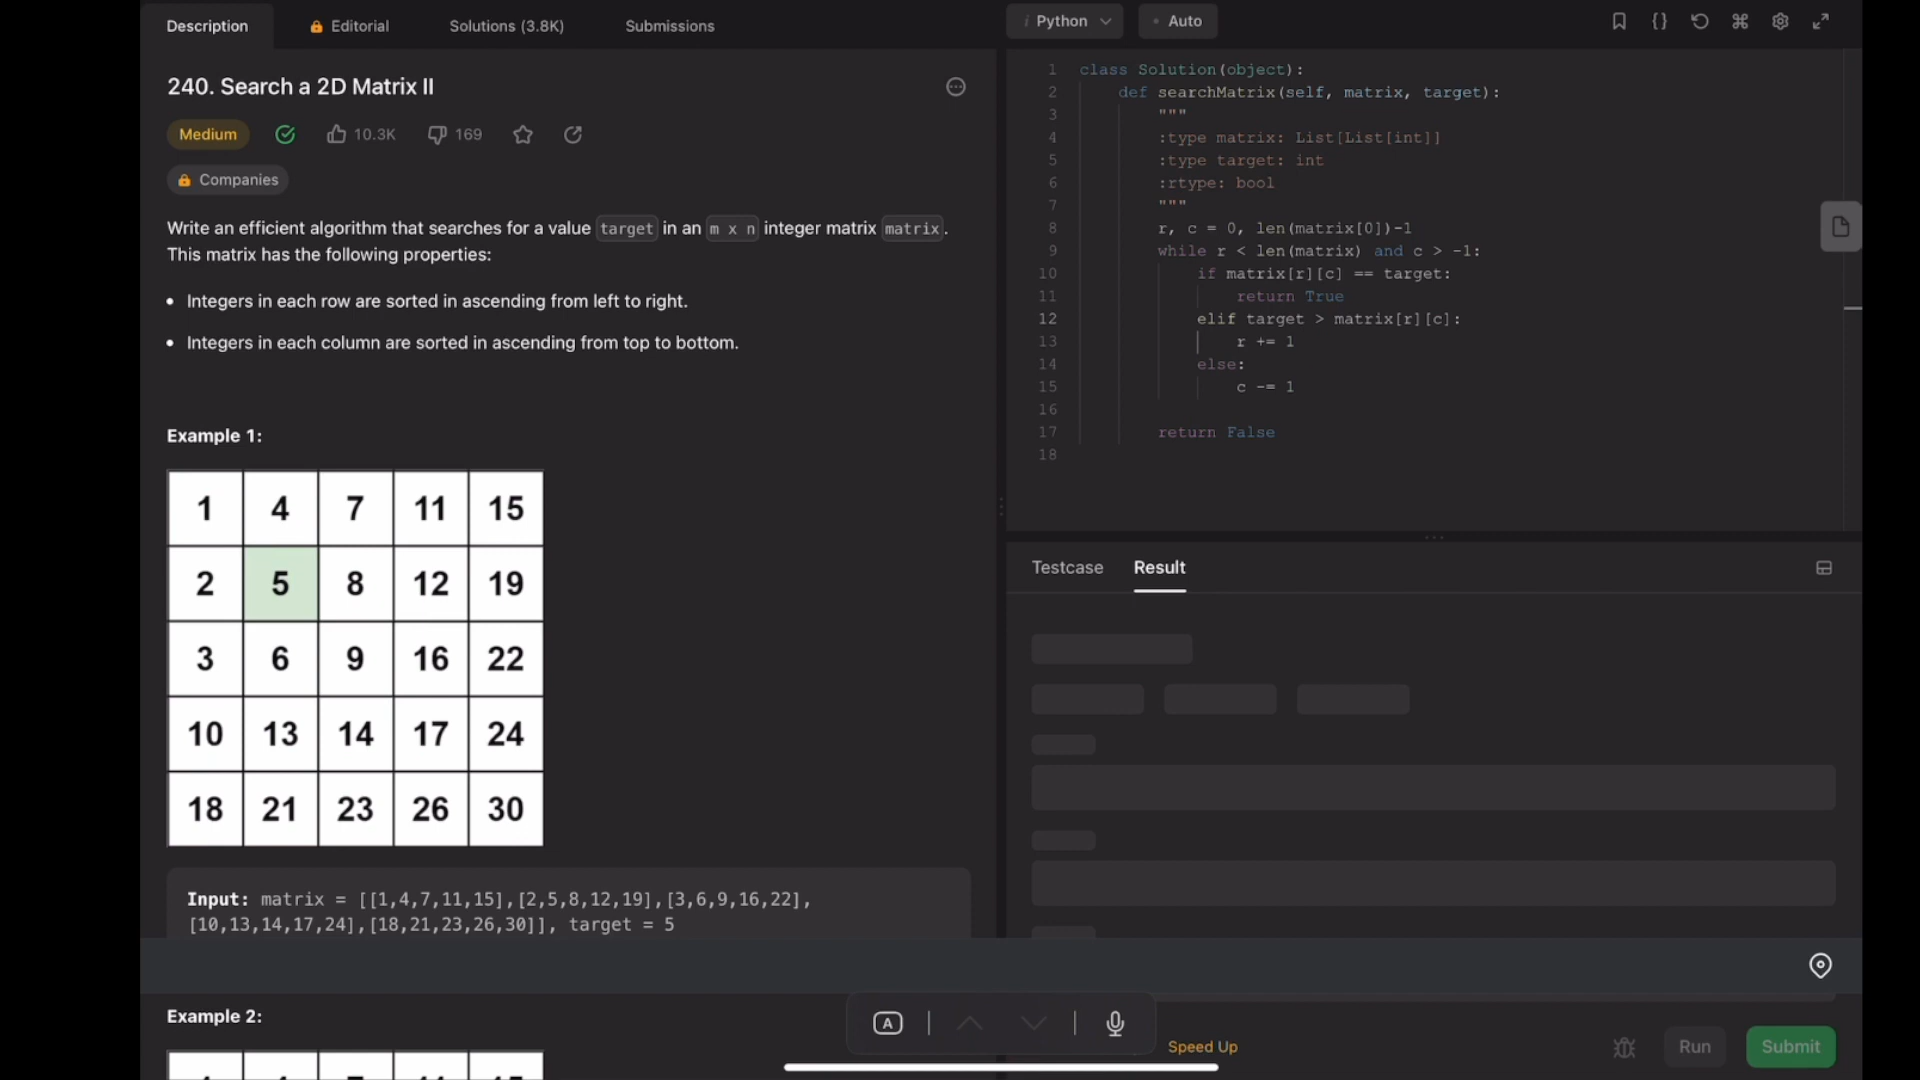 Description
Editorial
Solutions (3.8K)
Submissions
240. Search a 2D Matrix II
Medium
10.3K
169
Companies
Write an efficient algorithm that searches for a value target in an m x n integer matrix matrix.
This matrix has the following properties:
• Integers in each row are sorted in ascending from left to right.
• Integers in each column are sorted in ascending from top to bottom.
Example 1:
1 4 7 11 15
2 5 8 12 19
3 6 9 16 22
10 13 14 17 24
18 21 23 26 30
Input: matrix = [[1,4,7,11,15],[2,5,8,12,19],[3,6,9,16,22],
[10,13,14,17,24],[18,21,23,26,30]], target = 5
Example 2:
i Python
• Auto
1 class Solution(object):
2 def searchMatrix(self, matrix, target):
3 """
4 :type matrix: List[List[int]]
5 :type target: int
6 :rtype: bool
7 """
8 r, c = 0, len(matrix[0])-1
9 while r < len(matrix) and c > -1:
10 if matrix[r][c] == target:
11 return True
12 elif target > matrix[r][c]:
13 r += 1
14 else:
15 c -= 1
16
17 return False
18
Testcase
Result
A
Speed Up
Run
Submit